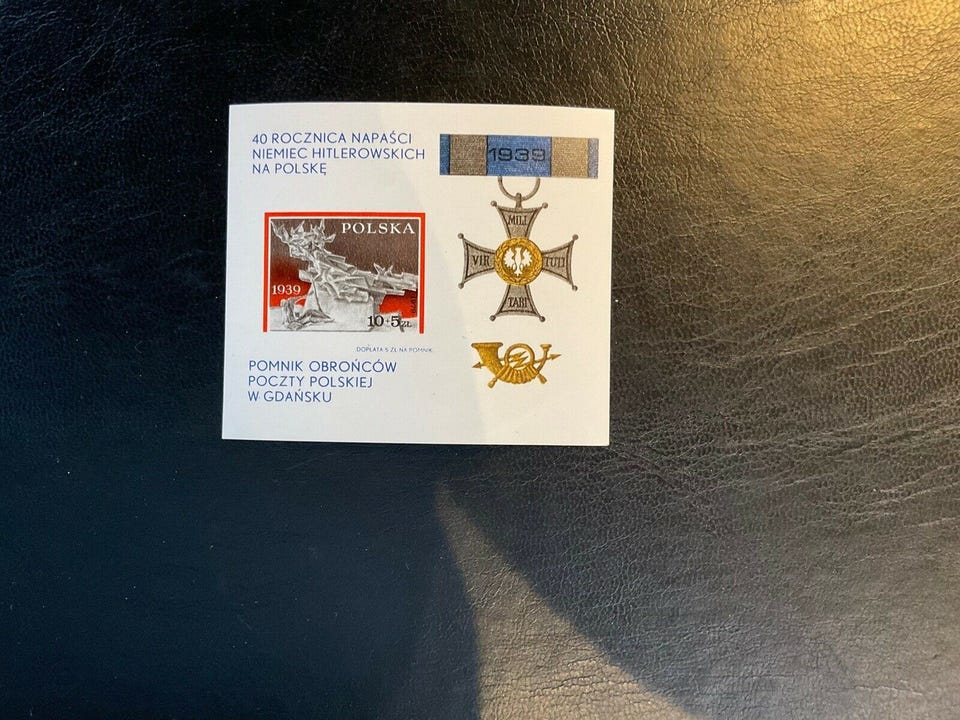 40 ROCZNICA NAPAŚCI
NIEMIEC HITLEROWSKICH
NA POLSKĘ
1939
MILI
VIR TUTI
TARI
POLSKA
1939
1979
10+5 ZŁ
DOPŁATA 5 ZŁ NA POMNIK
POMNIK OBROŃCÓW
POCZTY POLSKIEJ
W GDAŃSKU